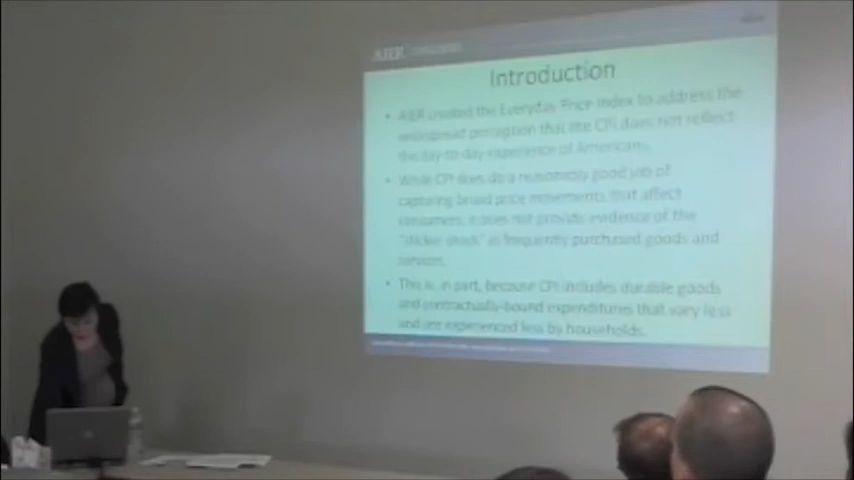 AIER
Introduction
• AIER created the Everyday Price Index to address the
widespread perception that the CPI does not reflect
the day-to-day experience of Americans.
• While CPI does do a reasonably good job of
capturing broad price movements that affect
consumers, it does not provide evidence of the
"sticker shock" in frequently purchased goods and
services.
• This is, in part, because CPI includes durable goods
and contractually-bound expenditures that vary less
and are experienced less by households.